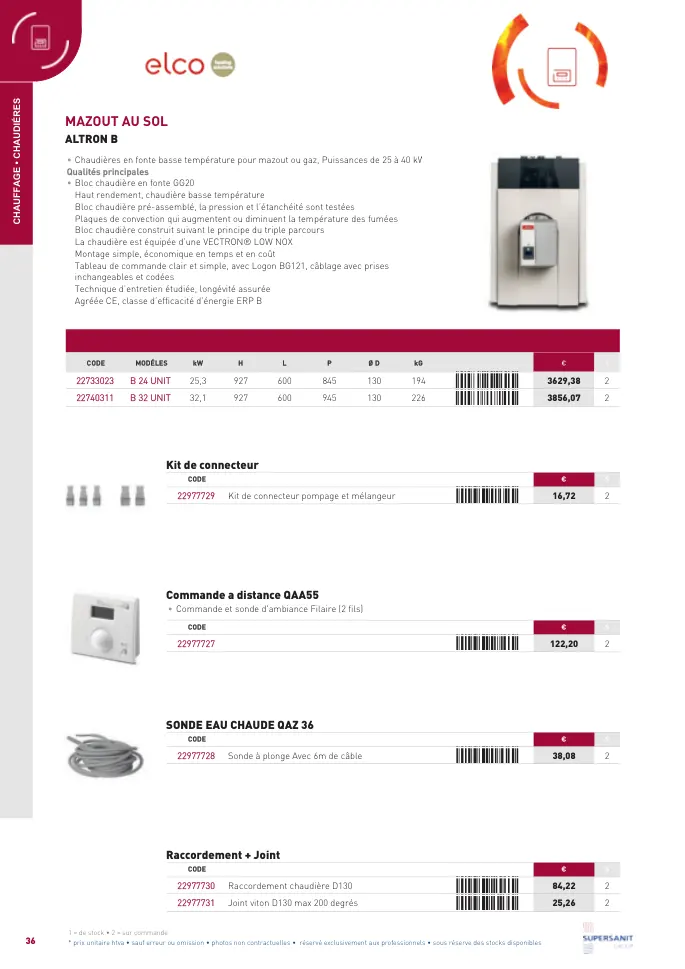 elco
heating solutions
CHAUFFAGE • CHAUDIÈRES
MAZOUT AU SOL
ALTRON B
• Chaudières en fonte basse température pour mazout ou gaz, Puissances de 25 à 40 kW
Qualités principales
• Bloc chaudière en fonte GG20
Haut rendement, chaudière basse température
Bloc chaudière pré-assemblé, la pression et l'étanchéité sont testées
Plaques de convection qui augmentent ou diminuent la température des fumées
Bloc chaudière construit suivant le principe du triple parcours
La chaudière est équipée d'une VECTRON® LOW NOX
Montage simple, économique en temps et en coût
Tableau de commande clair et simple, avec Logon BG121, câblage avec prises
inchangeables et codées
Technique d'entretien étudiée, longévité assurée
Agréée CE, classe d'efficacité d'énergie ERP B
CODE MODÈLES kW H L P Ø D kG €
22733023 B 24 UNIT 25,3 927 600 845 130 194 3629,38 2
22740311 B 32 UNIT 32,1 927 600 945 130 226 3856,07 2
Kit de connecteur
CODE €
22977729 Kit de connecteur pompage et mélangeur 16,72 2
Commande a distance QAA55
• Commande et sonde d'ambiance Filaire (2 fils)
CODE €
22977727 122,20 2
SONDE EAU CHAUDE QAZ 36
CODE €
22977728 Sonde à plonge Avec 6m de câble 38,08 2
Raccordement + Joint
CODE €
22977730 Raccordement chaudière D130 84,22 2
22977731 Joint viton D130 max 200 degrés 25,26 2
1 = de stock • 2 = sur commande
36 * prix unitaire htva • sauf erreur ou omission • photos non contractuelles • réservé exclusivement aux professionnels • sous réserve des stocks disponibles
SUPERSANIT
GROUP